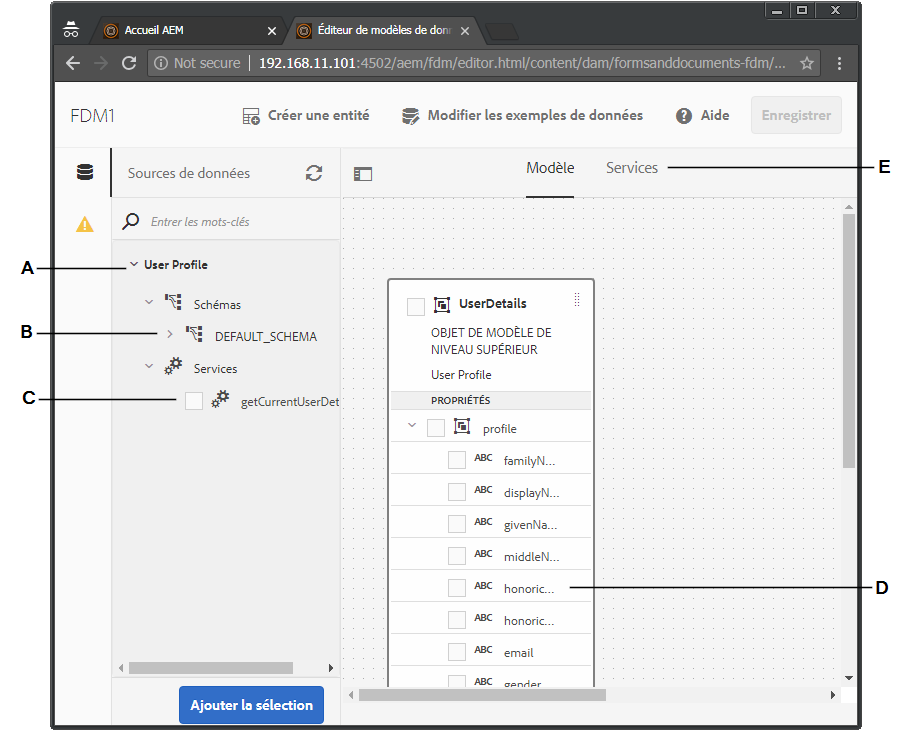 Accueil AEM
Éditeur de modèles de donn
Not secure
192.168.11.101:4502/aem/fdm/editor.html/content/dam/formsanddocuments-fdm/...
FDM1
Créer une entité
Modifier les exemples de données
Aide
Enregistrer
Sources de données
Modèle
Services
E
Entrer les mots-clés
A
User Profile
Schémas
B
DEFAULT_SCHEMA
Services
C
getCurrentUserDet
UserDetails
OBJET DE MODÈLE DE
NIVEAU SUPÉRIEUR
User Profile
PROPRIÉTÉS
profile
ABC familyN...
ABC displayN...
ABC givenNa...
ABC middleN...
ABC honoric...
D
ABC honoric...
ABC email
ABC gender
Ajouter la sélection